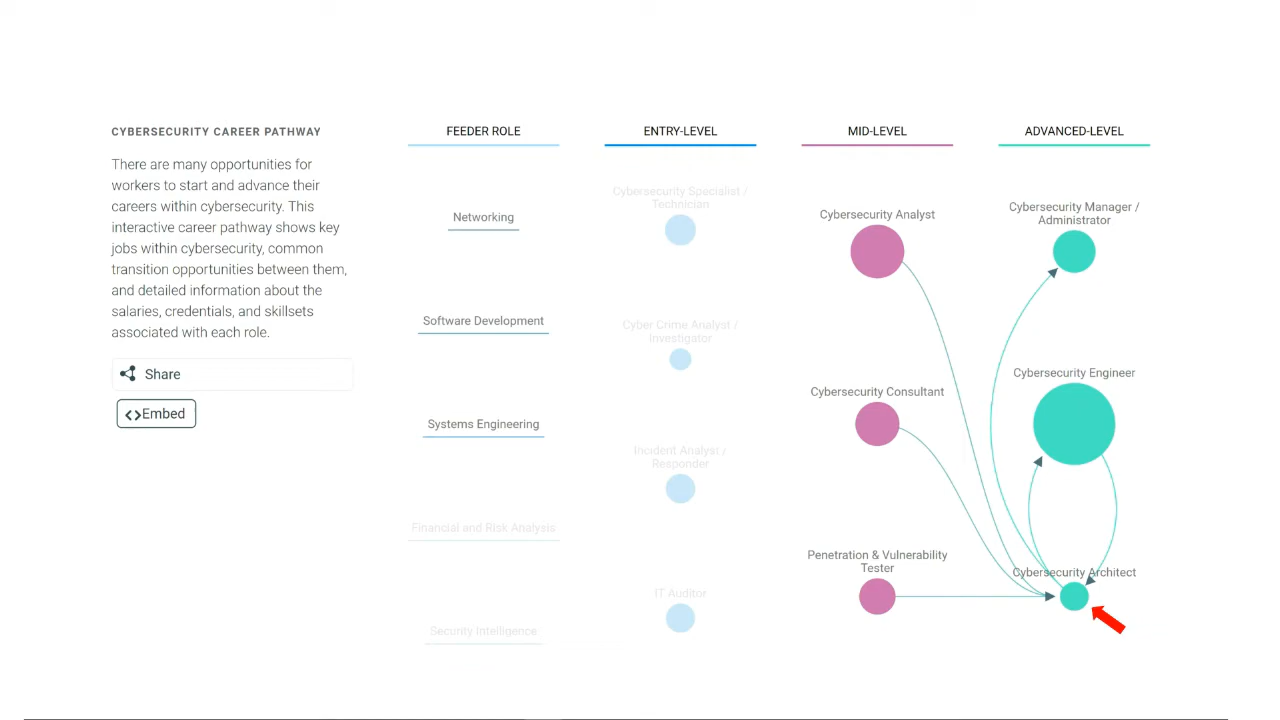 CYBERSECURITY CAREER PATHWAY
There are many opportunities for
workers to start and advance their
careers within cybersecurity. This
interactive career pathway shows key
jobs within cybersecurity, common
transition opportunities between them,
and detailed information about the
salaries, credentials, and skillsets
associated with each role.
Share
Embed
FEEDER ROLE
Networking
Software Development
Systems Engineering
Financial and Risk Analysis
Security Intelligence
ENTRY-LEVEL
Cybersecurity Specialist /
Technician
Cyber Crime Analyst /
Investigator
Incident Analyst /
Responder
IT Auditor
MID-LEVEL
Cybersecurity Analyst
Cybersecurity Consultant
Penetration & Vulnerability
Tester
ADVANCED-LEVEL
Cybersecurity Manager /
Administrator
Cybersecurity Engineer
Cybersecurity Architect